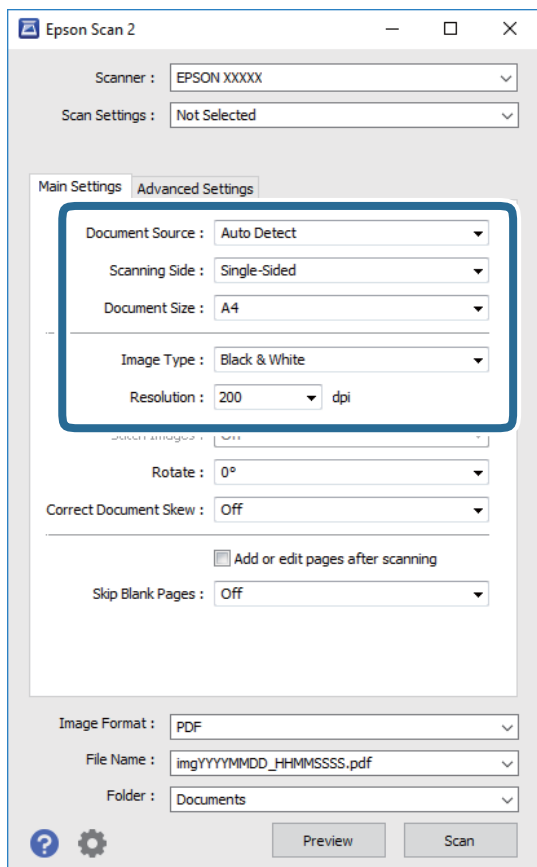 Epson Scan 2
Scanner : EPSON XXXXX
Scan Settings : Not Selected
Main Settings Advanced Settings
Document Source : Auto Detect
Scanning Side : Single-Sided
Document Size : A4
Image Type : Black & White
Resolution : 200 dpi
Rotate : 0°
Correct Document Skew : Off
Add or edit pages after scanning
Skip Blank Pages : Off
Image Format : PDF
File Name : imgYYYYMMDD_HHMMSSSS.pdf
Folder : Documents
? Preview Scan